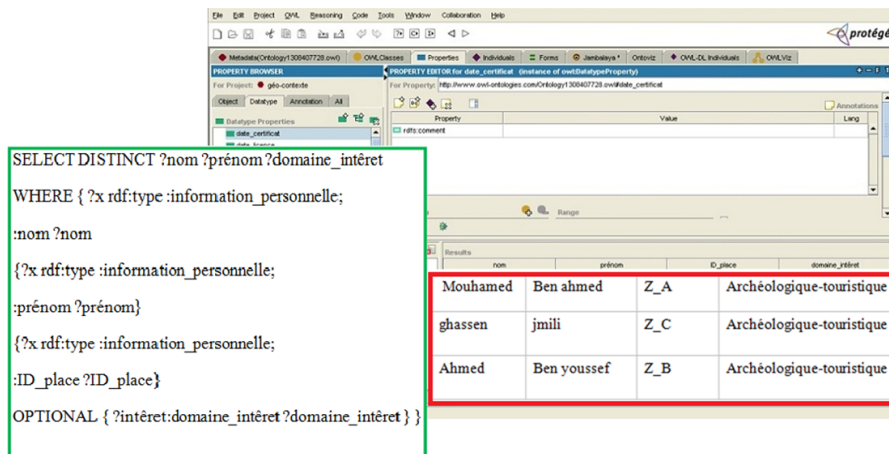 File Edit Project OWL Reasoning Code Tools Window Collaboration Help
protégé
Metadata(Ontology1308407728.owl) OWLClasses Properties Individuals Forms Jambalaya Ontoviz OWL-DL Individuals OWLViz
PROPERTY BROWSER
PROPERTY EDITOR for date_certificat (instance of owl:DatatypeProperty)
For Project: géo-contexte
For Property: http://www.owl-ontologies.com/Ontology1308407728.owl#date_certificat
Object Datatype Annotation All
Annotations
Datatype Properties
Property Value Lang
date_certificat
rdfs:comment
date_licence
Range
Results
nom prénom ID_place domaine_intêret
SELECT DISTINCT ?nom ?prénom ?domaine_intêret
WHERE { ?x rdf:type :information_personnelle;
:nom ?nom
{?x rdf:type :information_personnelle;
:prénom ?prénom}
{?x rdf:type :information_personnelle;
:ID_place ?ID_place}
OPTIONAL { ?intêret:domaine_intêret ?domaine_intêret } }
Mouhamed Ben ahmed Z_A Archéologique-touristique
ghassen jmili Z_C Archéologique-touristique
Ahmed Ben youssef Z_B Archéologique-touristique